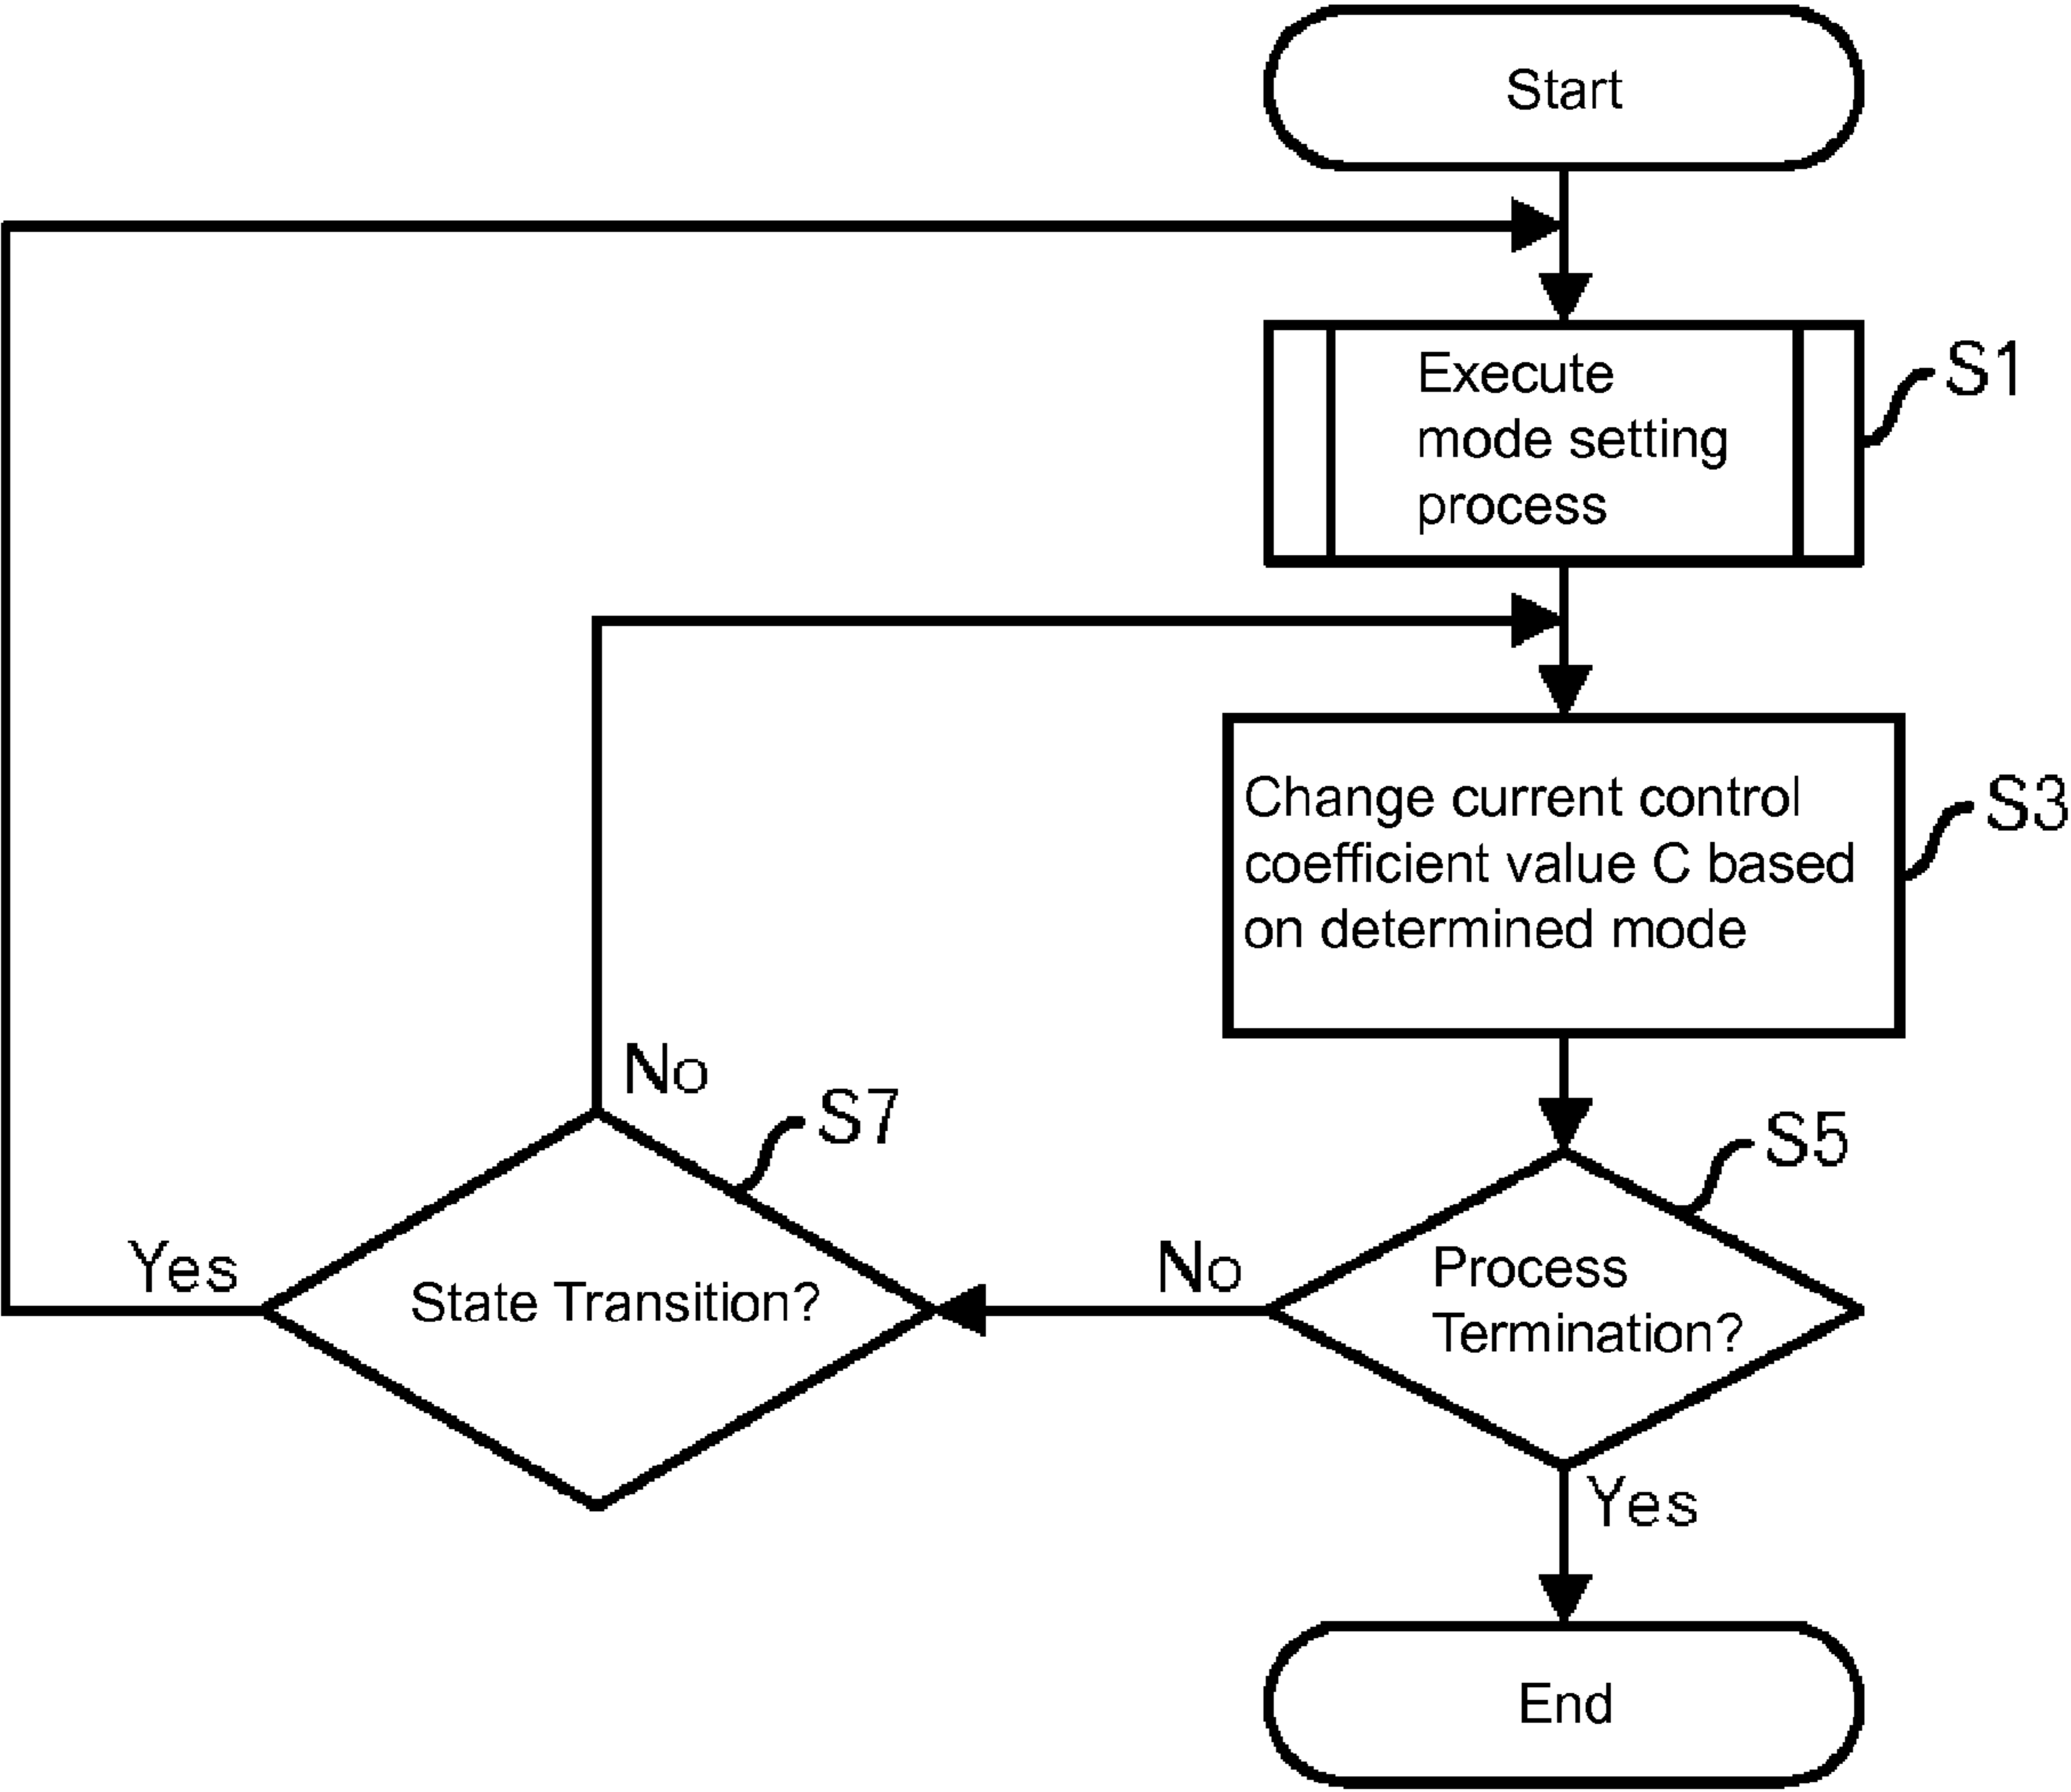 Start
Execute
mode setting
process
S1
Change current control
coefficient value C based
on determined mode
S3
No
S7
S5
Yes
State Transition?
No
Process
Termination?
Yes
End